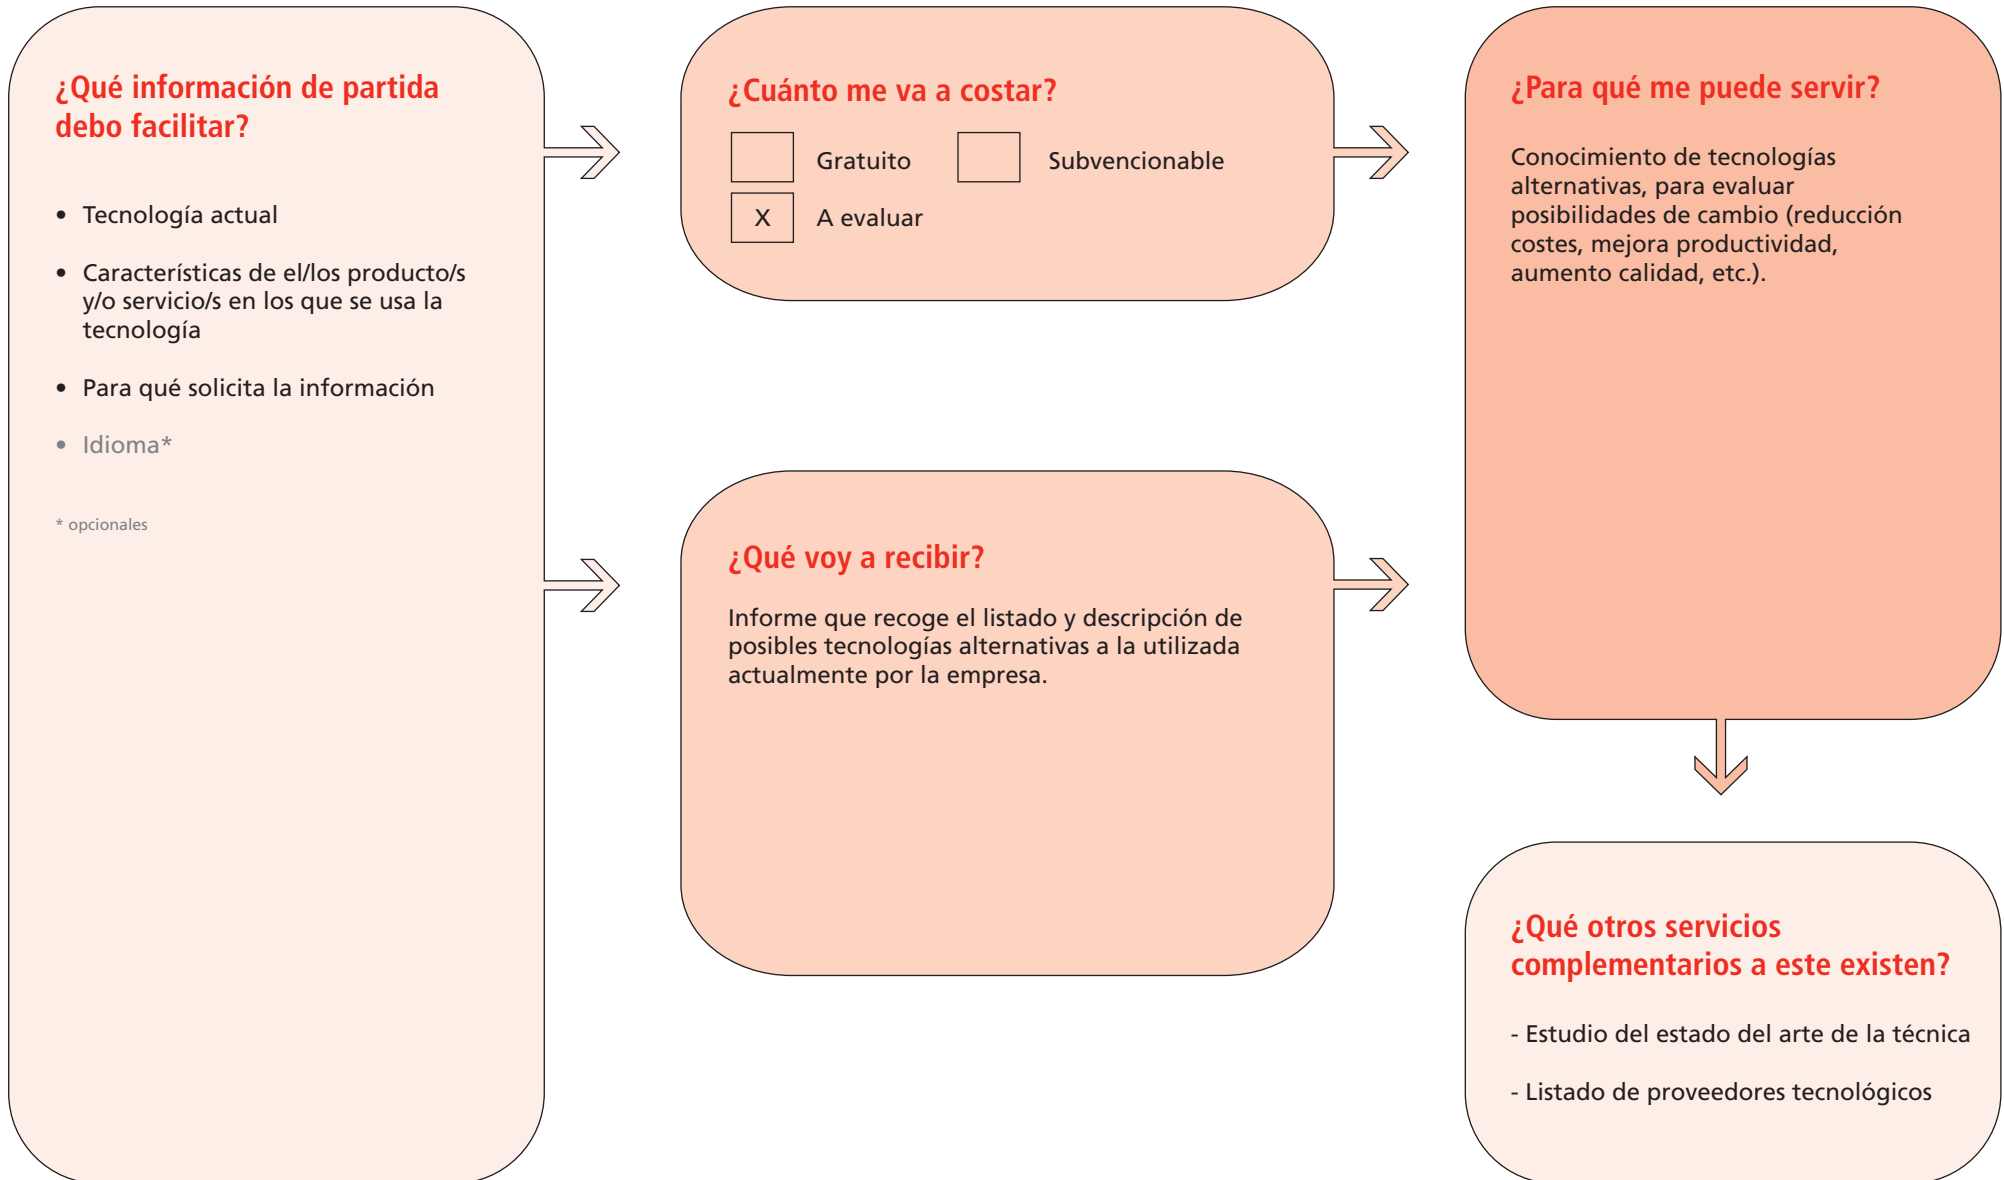 ¿Qué información de partida
debo facilitar?
• Tecnología actual
• Característícas de el/los producto/s
y/o servicio/s en los que se usa la
tecnología
• Para qué solicita la información
• Idioma*
* opcionales
¿Cuánto me va a costar?
Gratuito
Subvencionable
X A evaluar
¿Qué voy a recibir?
Informe que recoge el listado y descripción de
posibles tecnologías alternativas a la utilizada
actualmente por la empresa.
¿Para qué me puede servir?
Conocimiento de tecnologías
alternativas, para evaluar
posibilidades de cambio (reducción
costes, mejora productividad,
aumento calidad, etc.).
¿Qué otros servicios
complementarios a este existen?
- Estudio del estado del arte de la técnica
- Listado de proveedores tecnológicos